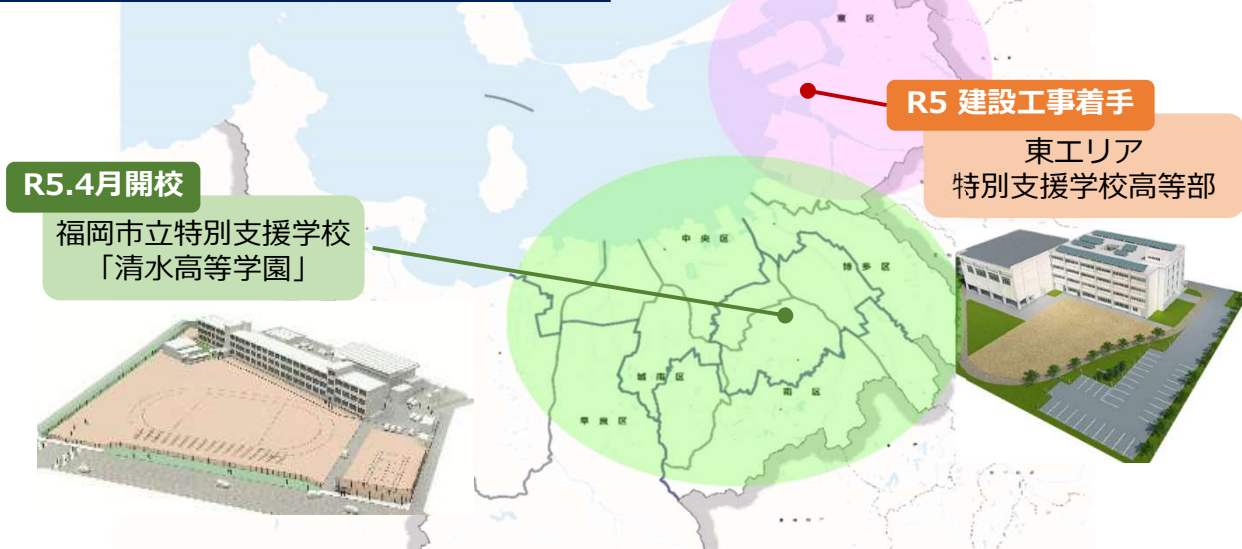 東 区
R5 建設工事着手
東エリア
特別支援学校高等部
R5.4月開校
福岡市立特別支援学校
「清水高等学園」
中 央 区
博 多 区
城 南 区
南 区
早 良 区